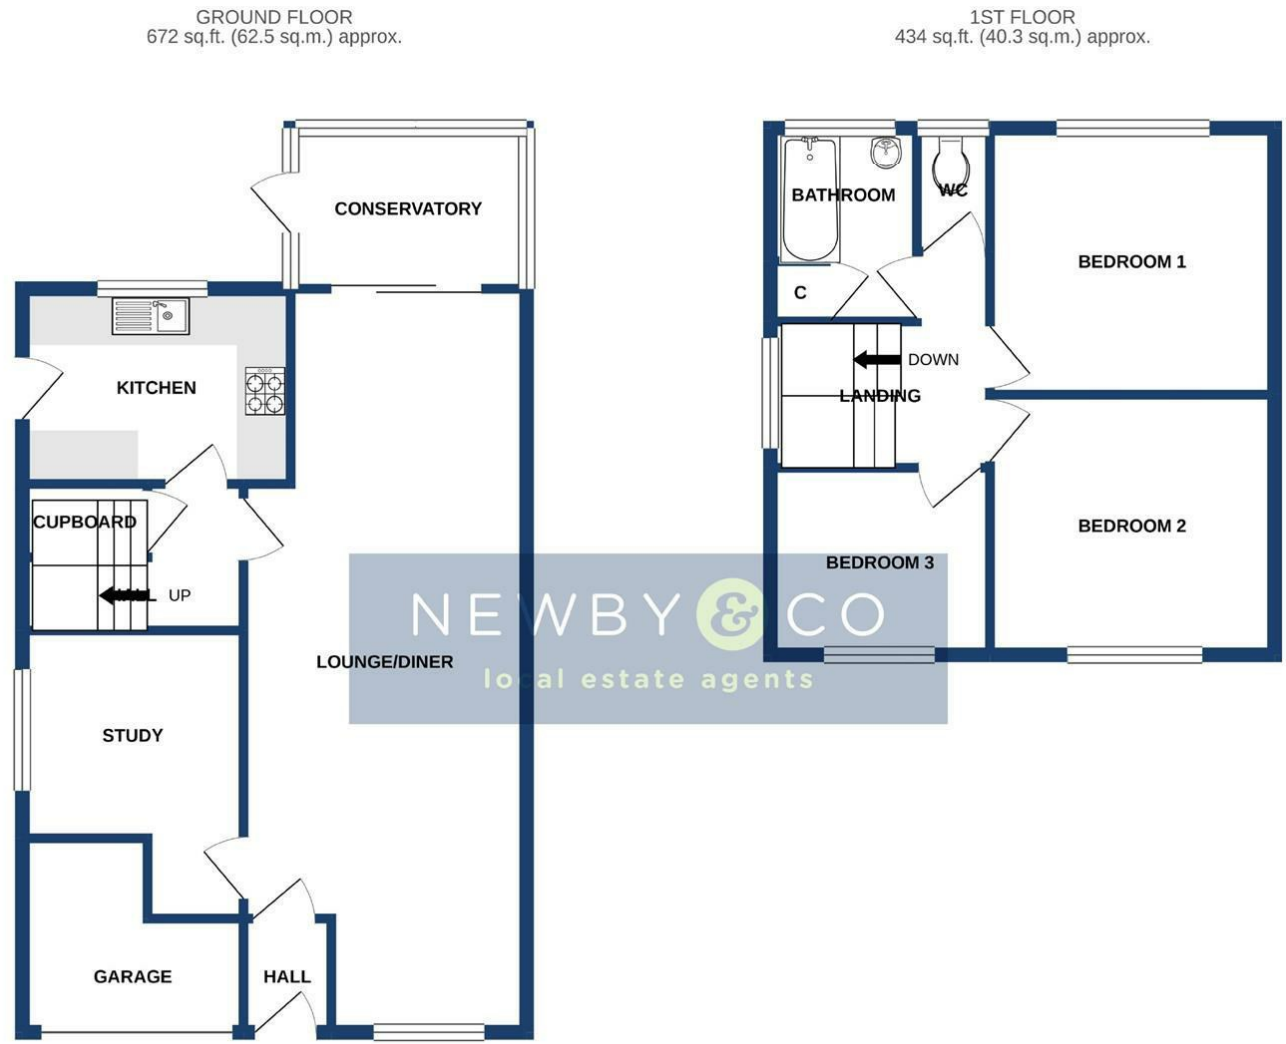 GROUND FLOOR
672 sq.ft. (62.5 sq.m.) approx.
1ST FLOOR
434 sq.ft. (40.3 sq.m.) approx.
CONSERVATORY
KITCHEN
CUPBOARD
UP
LOUNGE/DINER
STUDY
GARAGE
HALL
BATHROOM
WC
BEDROOM 1
C
DOWN
LANDING
BEDROOM 2
BEDROOM 3
NEWBY & CO
local estate agents